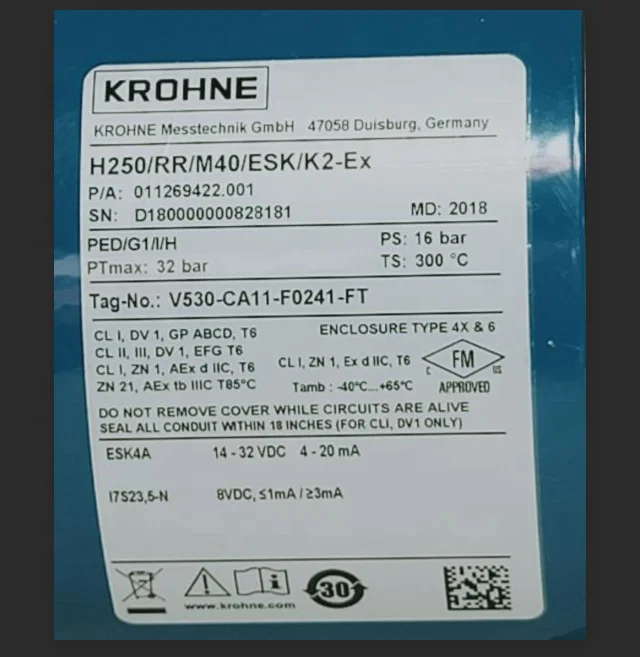 KROHNE
KROHNE Messtechnik GmbH 47058 Duisburg, Germany
H250/RR/M40/ESK/K2-Ex
P/A: 011269422.001
SN: D180000000828181 MD: 2018
PED/G1/I/H PS: 16 bar
PTmax: 32 bar TS: 300 °C
Tag-No.: V530-CA11-F0241-FT
CL I, DV 1, GP ABCD, T6 ENCLOSURE TYPE 4X & 6
CL II, III, DV 1, EFG T6
CL I, ZN 1, AEx d IIC, T6 CL I, ZN 1, Ex d IIC, T6 FM
C US
ZN 21, AEx tb IIIC T85°C Tamb : -40°C...+65°C APPROVED
DO NOT REMOVE COVER WHILE CIRCUITS ARE ALIVE
SEAL ALL CONDUIT WITHIN 18 INCHES (FOR CLI, DV1 ONLY)
ESK4A 14-32 VDC 4-20 mA
I7S23,5-N 8VDC, ≤1mA / ≥3mA
i 30
www.krohne.com